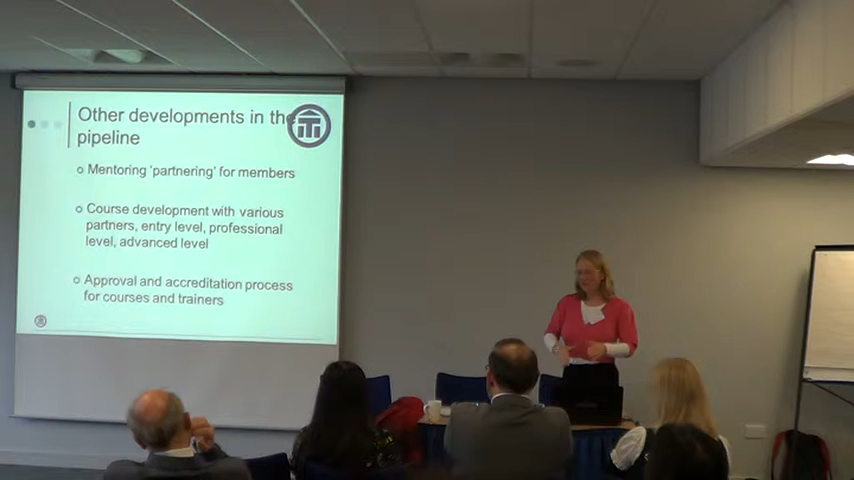 Other developments in the
pipeline
Mentoring 'partnering' for members
Course development with various
partners, entry level, professional
level, advanced level
Approval and accreditation process
for courses and trainers